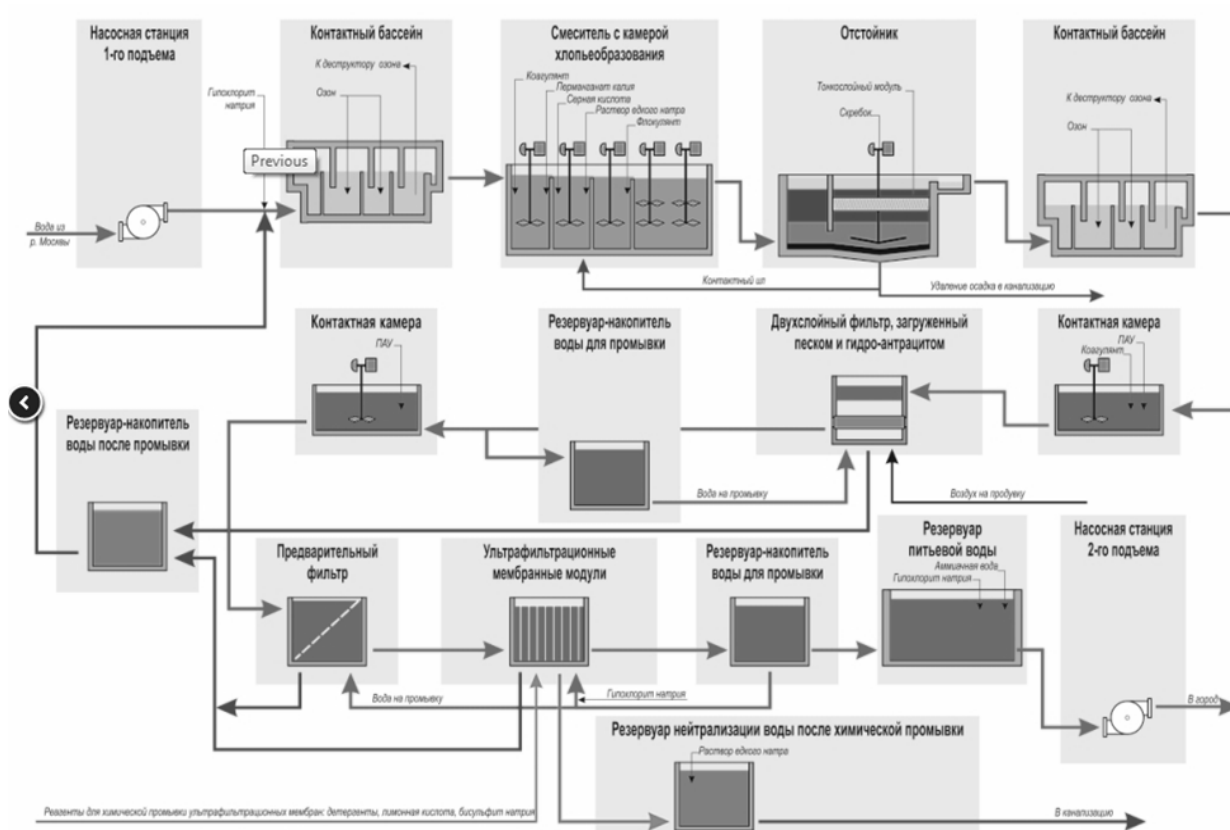 Насосная станция
1-го подъема
Контактный бассейн
Смеситель с камерой
хлопьеобразования
Отстойник
Контактный бассейн
Гипохлорит
натрия
К деструктору озона
Озон
Previous
Вода из
р. Москвы
Коагулянт
Перманганат калия
Серная кислота
Раствор едкого натра
Флокулянт
Тонкослойный модуль
Скребок
К деструктору озона
Озон
Контактный ил
Удаление осадка в канализацию
Контактная камера
ПАУ
Резервуар-накопитель
воды для промывки
Двухслойный фильтр, загруженный
песком и гидро-антрацитом
Контактная камера
ПАУ
Коагулянт
Резервуар-накопитель
воды после промывки
Вода на промывку
Воздух на продувку
Предварительный
фильтр
Ультрафильтрационные
мембранные модули
Резервуар-накопитель
воды для промывки
Резервуар
питьевой воды
Аммиачная вода
Гипохлорит натрия
Насосная станция
2-го подъема
Вода на промывку
Гипохлорит натрия
В город
Резервуар нейтрализации воды после химической промывки
Раствор едкого натра
Реагенты для химической промывки ультрафильтрационных мембран: детергенты, лимонная кислота, бисульфит натрия
В канализацию